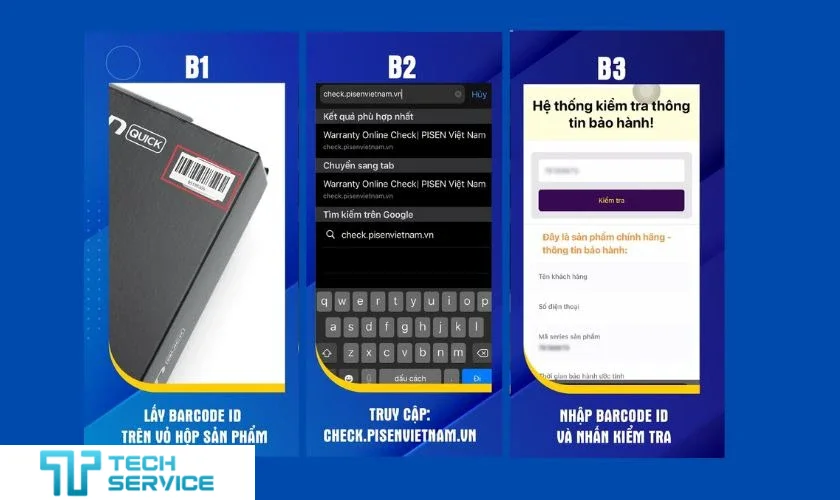 B1
QUICK
LẤY BARCODE ID
TRÊN VỎ HỘP SẢN PHẨM
B2
check.pisenvietnam.vn
Hủy
Kết quả phù hợp nhất
Warranty Online Check| PISEN Việt Nam
check.pisenvietnam.vn
Chuyển sang tab
Warranty Online Check| PISEN Việt Nam
check.pisenvietnam.vn
Tìm kiếm trên Google
check.pisenvietnam.vn
q w e r t y u i o p
a s d f g h j k l
z x c v b n m
dấu cách . Đi
TRUY CẬP:
CHECK.PISENVIETNAM.VN
B3
Hệ thống kiểm tra thông
tin bảo hành!
Kiểm tra
Đây là sản phẩm chính hãng -
thông tin bảo hành:
Tên khách hàng
Số điện thoại
Mã series sản phẩm
Thời gian bảo hành ước tính
NHẬP BARCODE ID
VÀ NHẤN KIỂM TRA
TECH
SERVICE